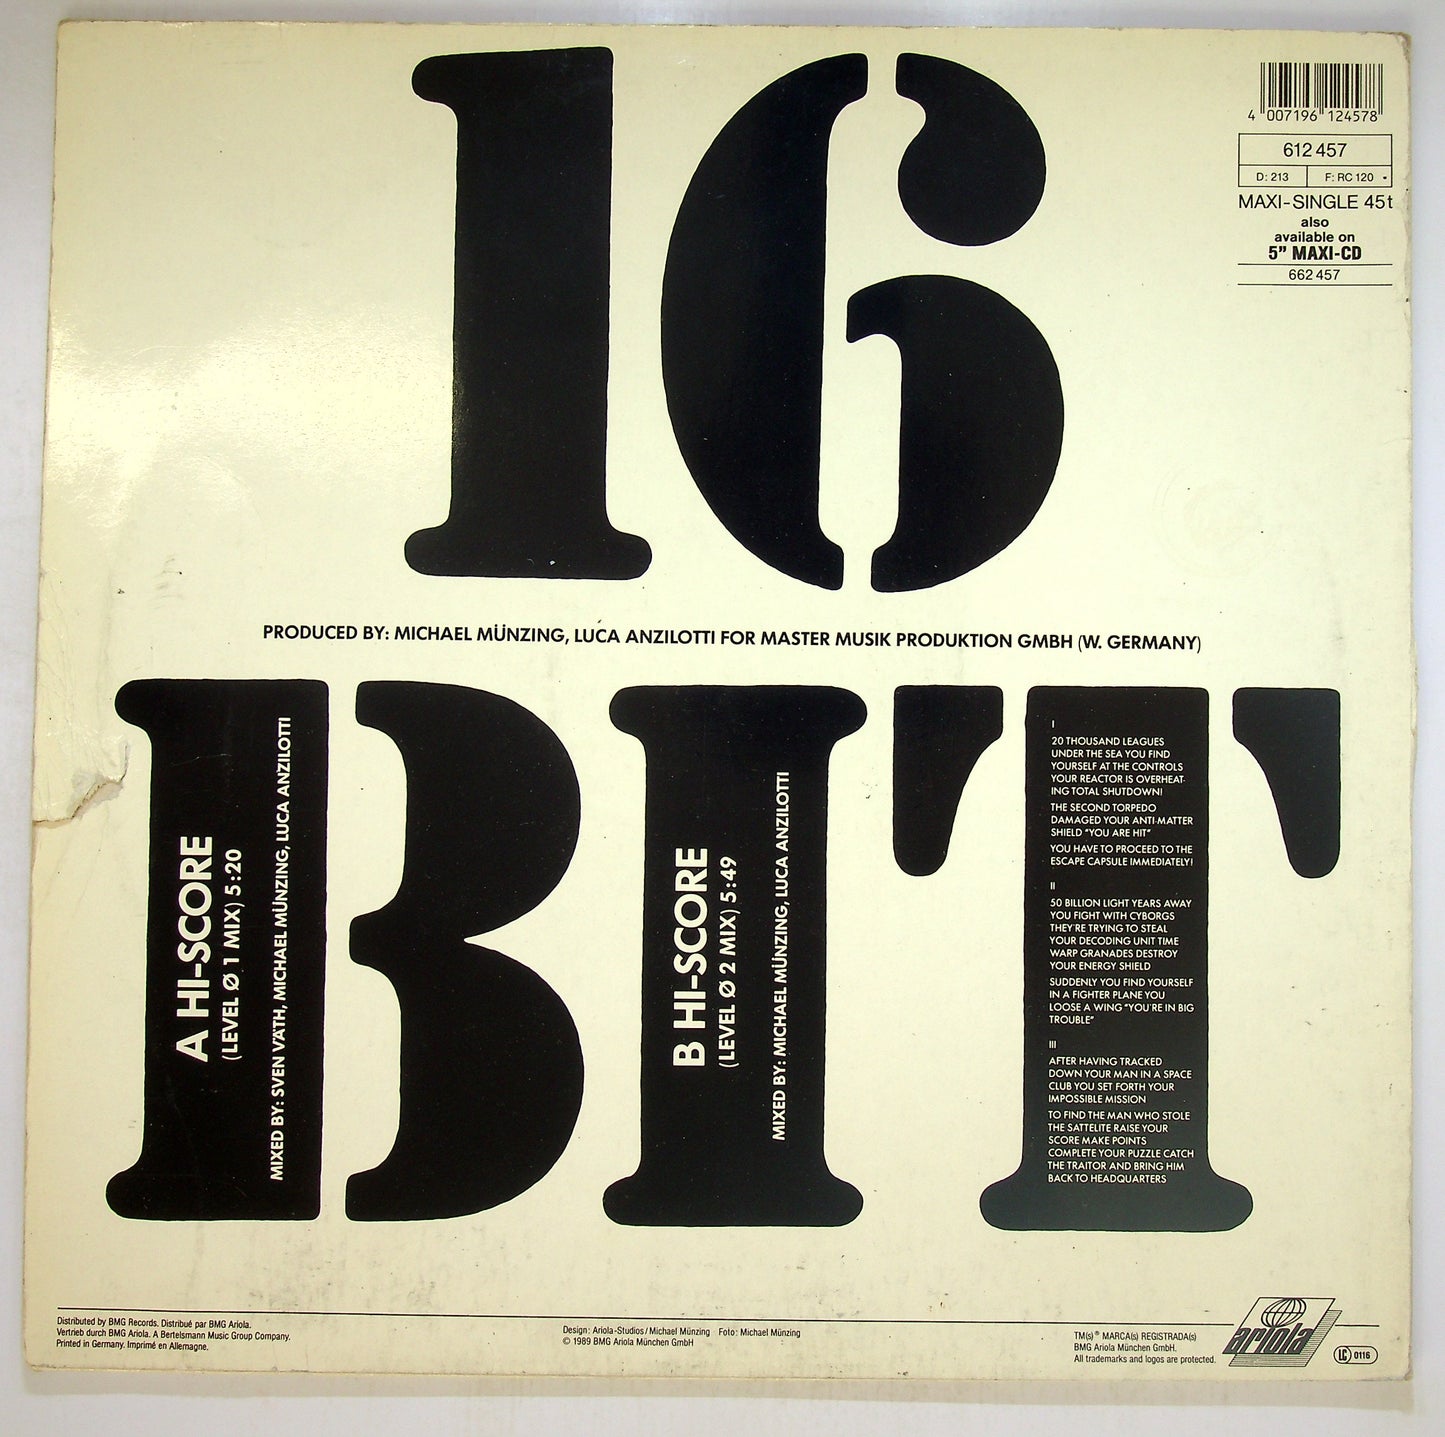 16
4 007196 124578
612 457
D: 213 F: RC 120
MAXI-SINGLE 45t
also
available on
5" MAXI-CD
662 457
PRODUCED BY: MICHAEL MÜNZING, LUCA ANZILOTTI FOR MASTER MUSIK PRODUKTION GMBH (W. GERMANY)
BIT
A HI-SCORE
(LEVEL Ø 1 MIX) 5:20
MIXED BY: SVEN VÄTH, MICHAEL MÜNZING, LUCA ANZILOTTI
B HI-SCORE
(LEVEL Ø 2 MIX) 5:49
MIXED BY: MICHAEL MÜNZING, LUCA ANZILOTTI
I
20 THOUSAND LEAGUES
UNDER THE SEA YOU FIND
YOURSELF AT THE CONTROLS
YOUR REACTOR IS OVERHEAT-
ING TOTAL SHUTDOWN!
THE SECOND TORPEDO
DAMAGED YOUR ANTI-MATTER
SHIELD "YOU ARE HIT"
YOU HAVE TO PROCEED TO THE
ESCAPE CAPSULE IMMEDIATELY!
II
50 BILLION LIGHT YEARS AWAY
YOU FIGHT WITH CYBORGS
THEY'RE TRYING TO STEAL
YOUR DECODING UNIT TIME
WARP GRANADES DESTROY
YOUR ENERGY SHIELD
SUDDENLY YOU FIND YOURSELF
IN A FIGHTER PLANE YOU
LOOSE A WING "YOU'RE IN BIG
TROUBLE"
III
AFTER HAVING TRACKED
DOWN YOUR MAN IN A SPACE
CLUB YOU SET FORTH YOUR
IMPOSSIBLE MISSION
TO FIND THE MAN WHO STOLE
THE SATTELITE RAISE YOUR
SCORE MAKE POINTS
COMPLETE YOUR PUZZLE CATCH
THE TRAITOR AND BRING HIM
BACK TO HEADQUARTERS
Distributed by BMG Records. Distribué par BMG Ariola.
Vertrieb durch BMG Ariola. A Bertelsmann Music Group Company.
Printed in Germany. Imprimé en Allemagne.
Design: Ariola-Studios/Michael Münzing Foto: Michael Münzing
© 1989 BMG Ariola München GmbH
TM(s) ® MARCA(s) REGISTRADA(s)
BMG Ariola München GmbH.
All trademarks and logos are protected.
ariola
LC 0116